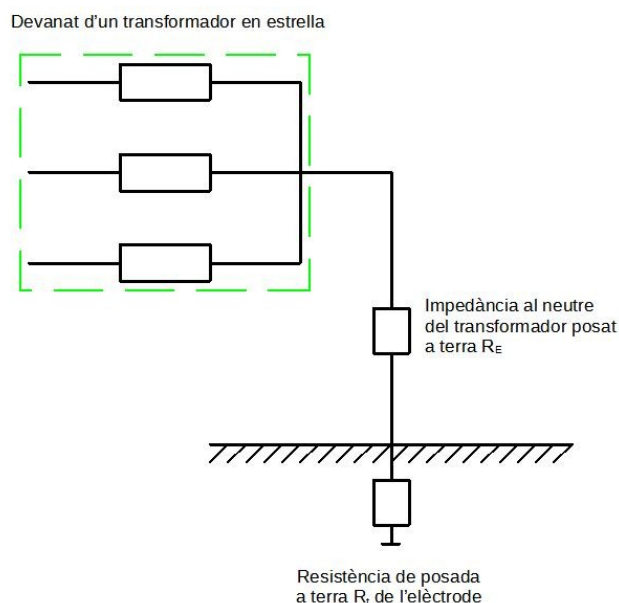 Devanat d'un transformador en estrella
Impedància al neutre
del transformador posat
a terra RE
Resistència de posada
a terra Rr de l'elèctrode